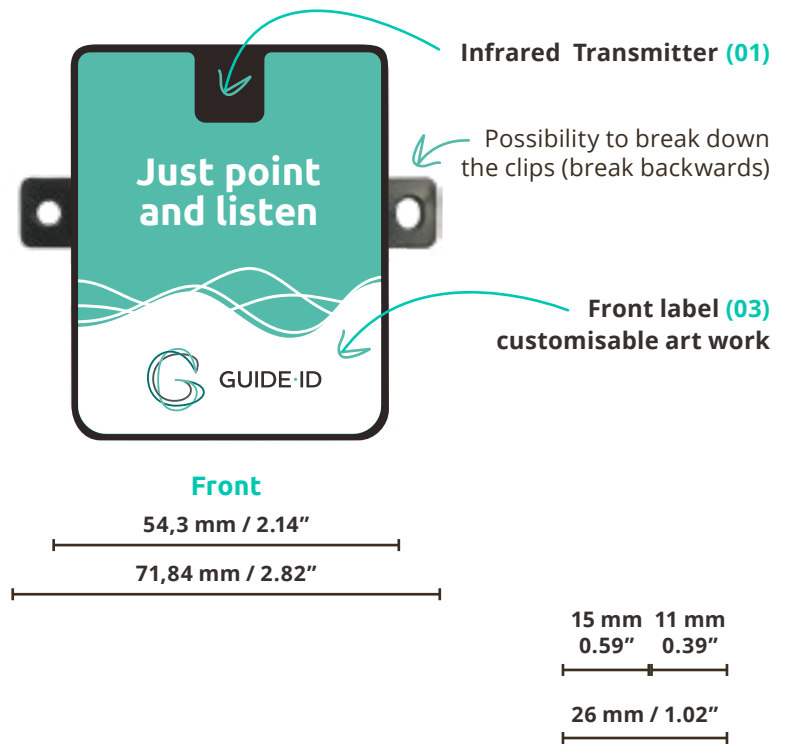 Infrared Transmitter (01)
Possibility to break down
the clips (break backwards)
Just point
and listen
Front label (03)
customisable art work
GUIDE·ID
Front
54,3 mm / 2.14”
71,84 mm / 2.82”
15 mm 11 mm
0.59” 0.39”
26 mm / 1.02”